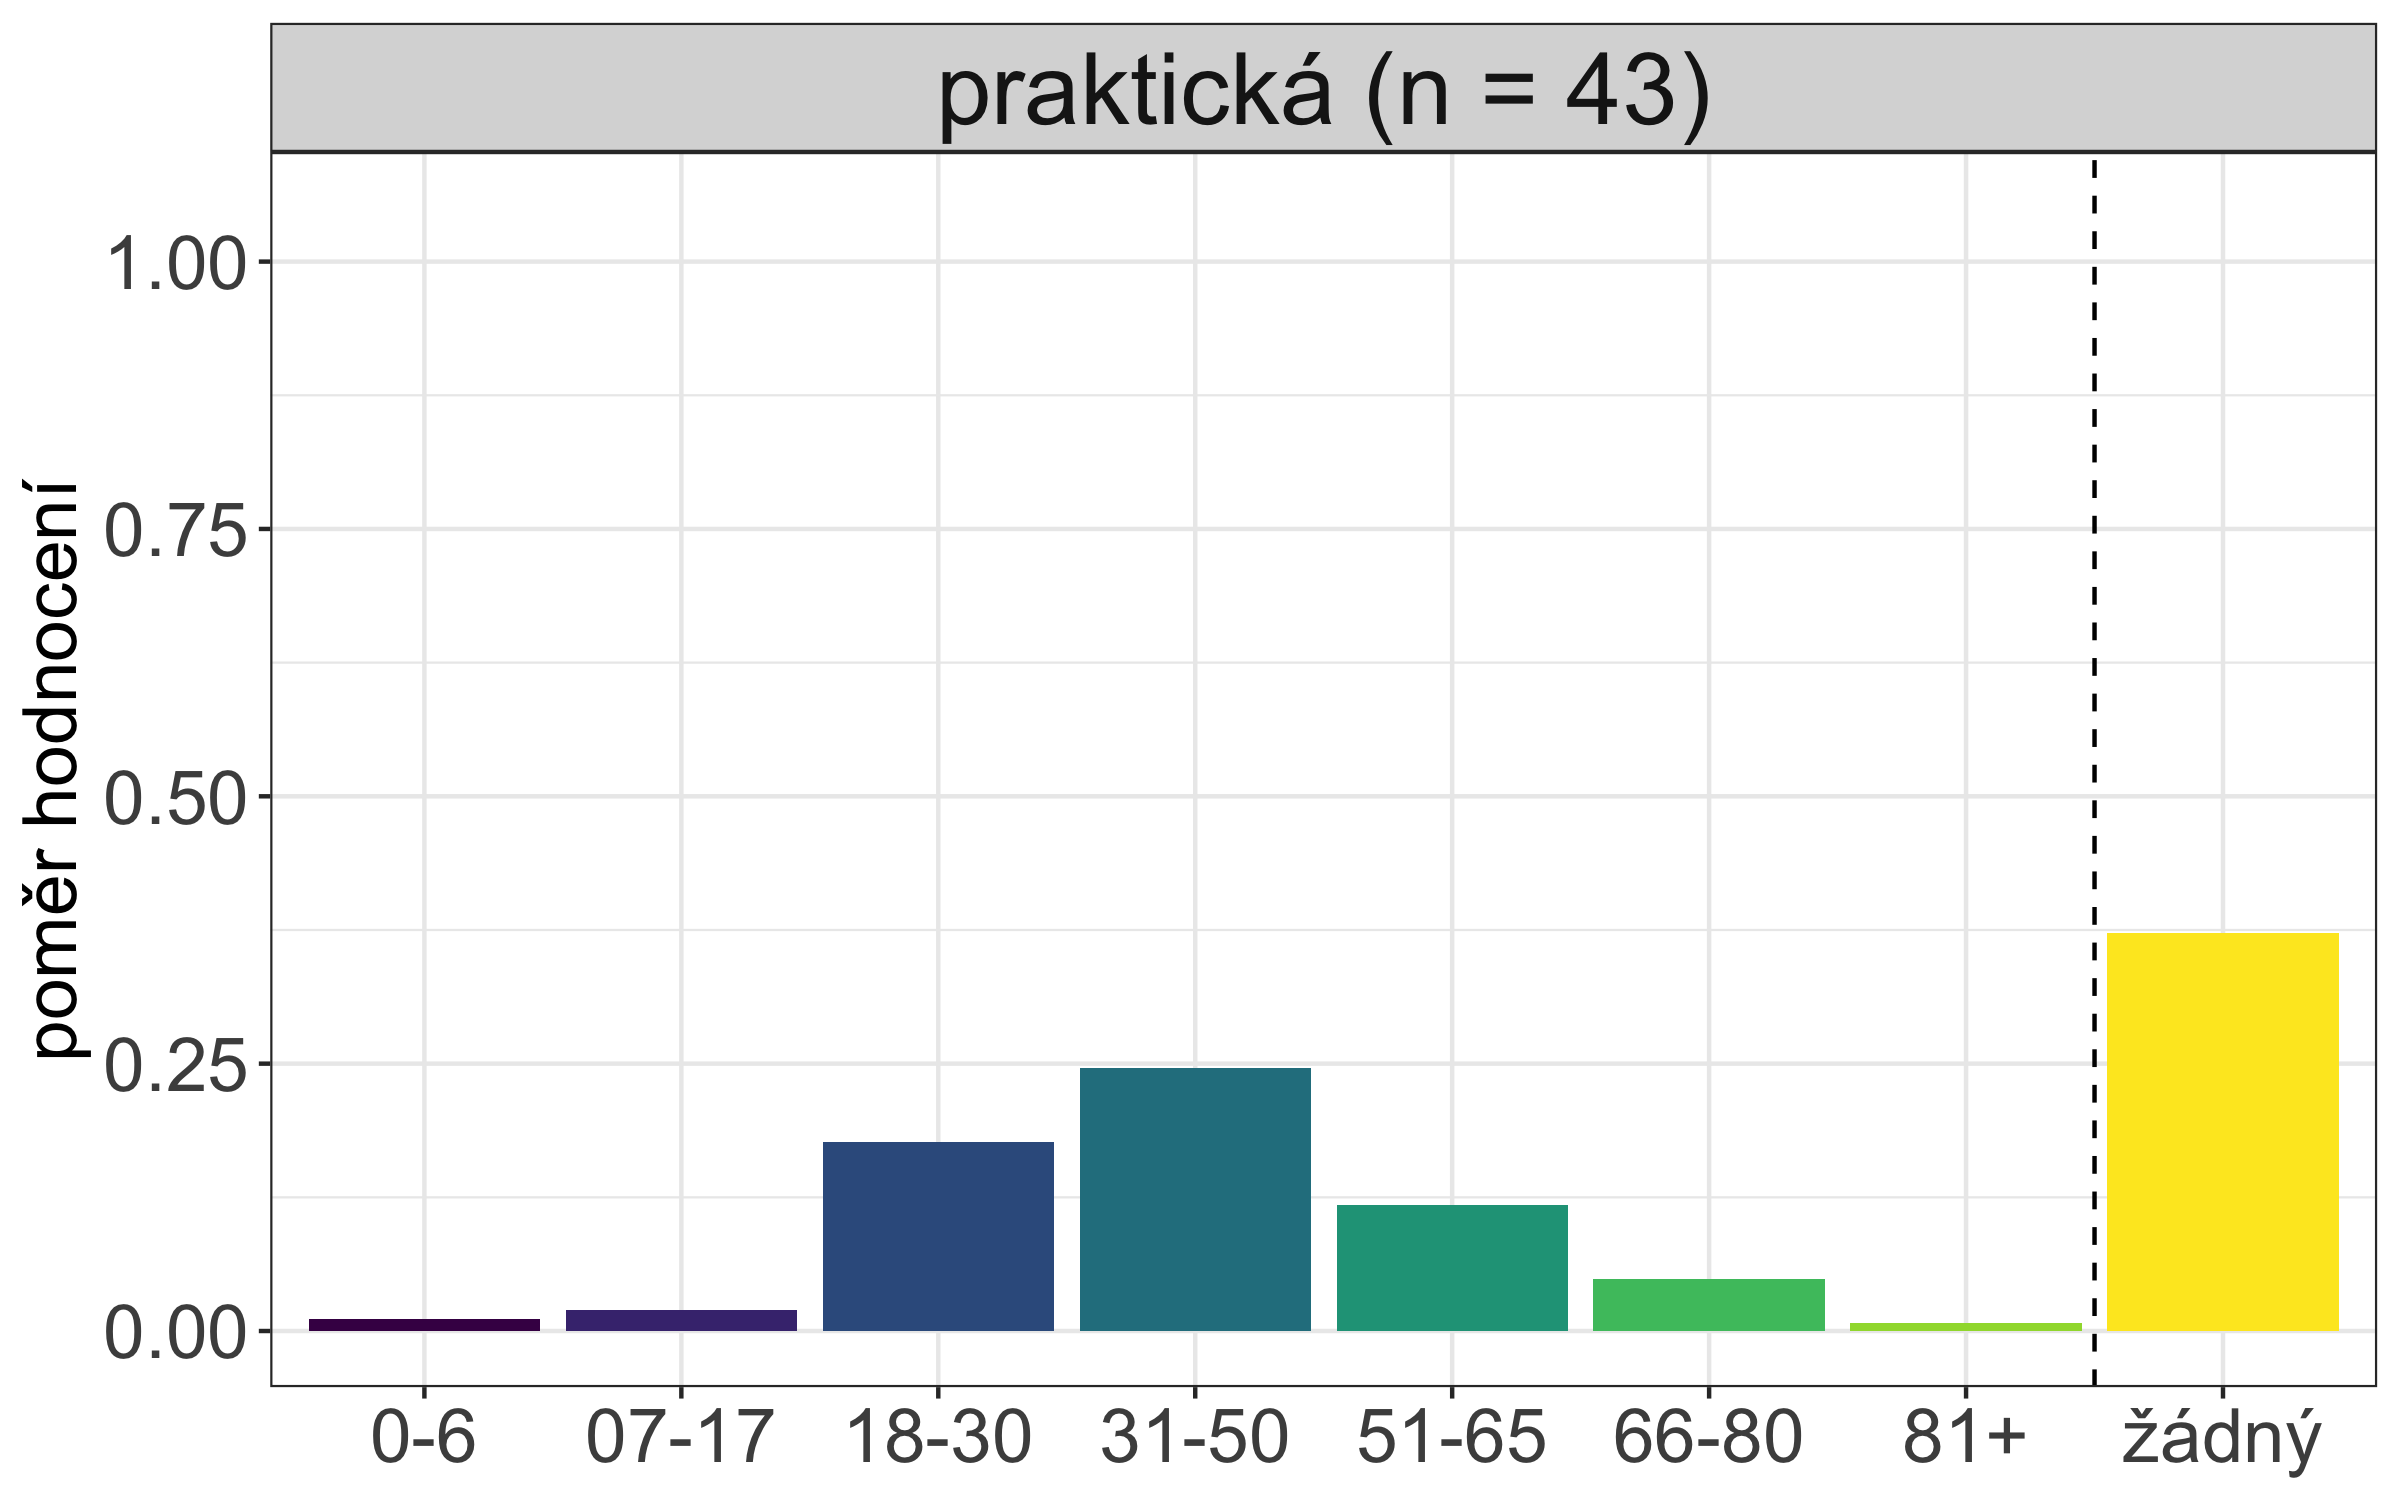 praktická (n = 43)
poměr hodnocení
1.00
0.75
0.50
0.25
0.00
0-6 07-17 18-30 31-50 51-65 66-80 81+ žádný